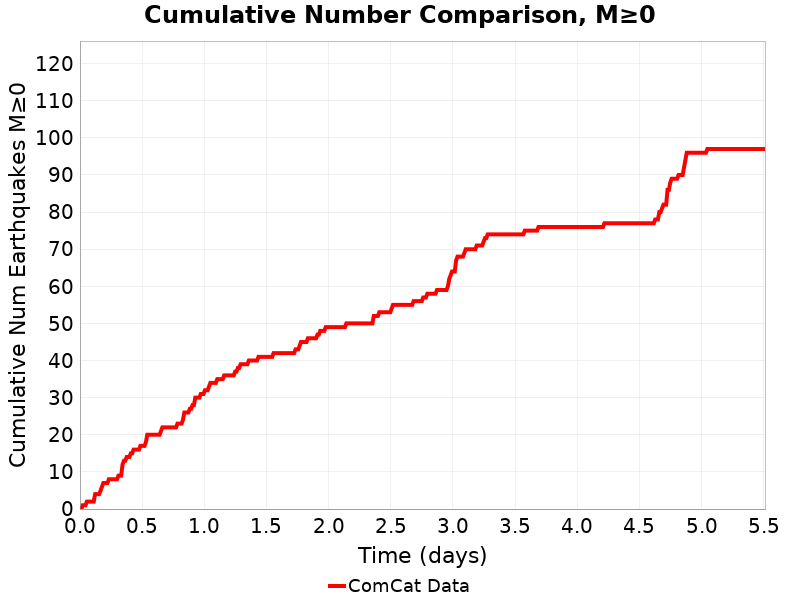 Cumulative Number Comparison, M≥0
Cumulative Num Earthquakes M≥0
120
110
100
90
80
70
60
50
40
30
20
10
0
0.0 0.5 1.0 1.5 2.0 2.5 3.0 3.5 4.0 4.5 5.0 5.5
Time (days)
ComCat Data